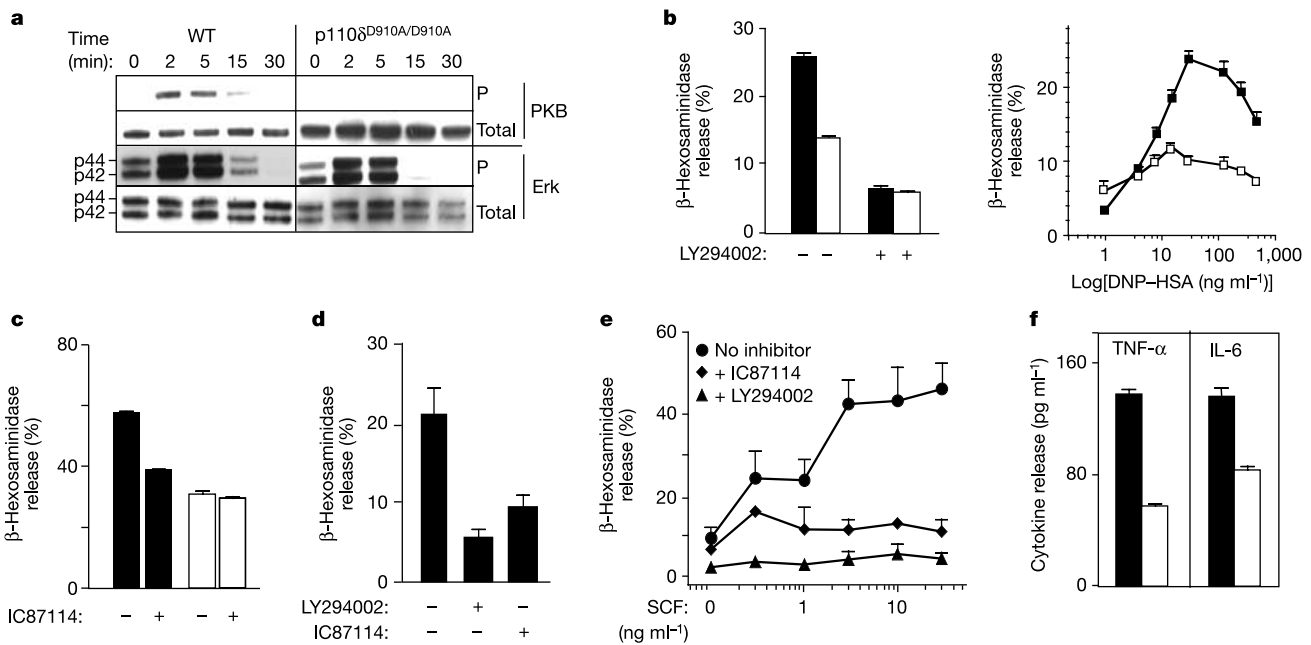 a
Time (min):
WT
p110δD910A/D910A
0 2 5 15 30
0 2 5 15 30
P
Total
PKB
p44
p42
P
p44
p42
Total
Erk
b
β-Hexosaminidase release (%)
30
20
10
0
LY294002: – – + +
β-Hexosaminidase release (%)
20
10
0
1 10 100 1,000
Log[DNP–HSA (ng ml–1)]
c
β-Hexosaminidase release (%)
80
40
0
IC87114: – + – +
d
β-Hexosaminidase release (%)
30
20
10
0
LY294002: – + –
IC87114: – – +
e
β-Hexosaminidase release (%)
60
40
20
0
No inhibitor
+ IC87114
+ LY294002
SCF: 0 1 10
(ng ml–1)
f
Cytokine release (pg ml–1)
160
80
0
TNF-α IL-6